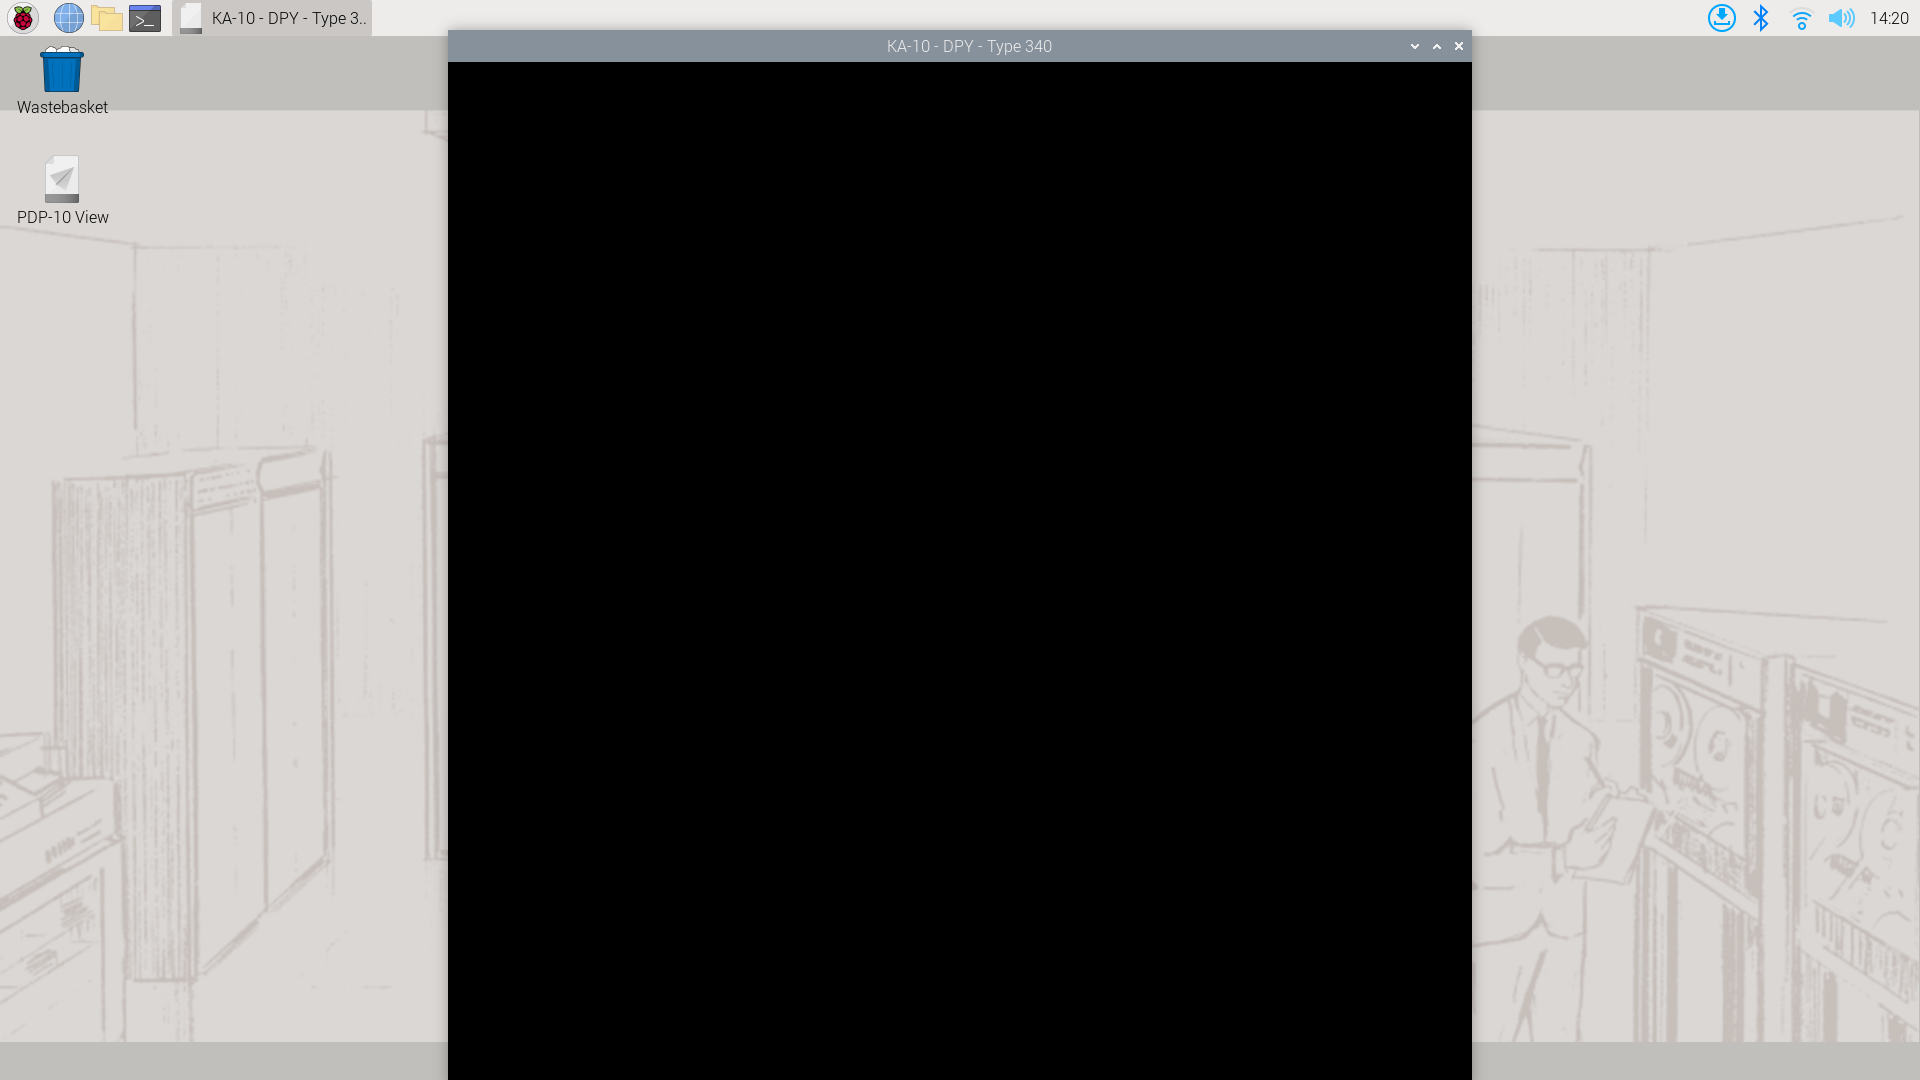 KA-10 - DPY - Type 3..
14:20
KA-10 - DPY - Type 340
Wastebasket
PDP-10 View